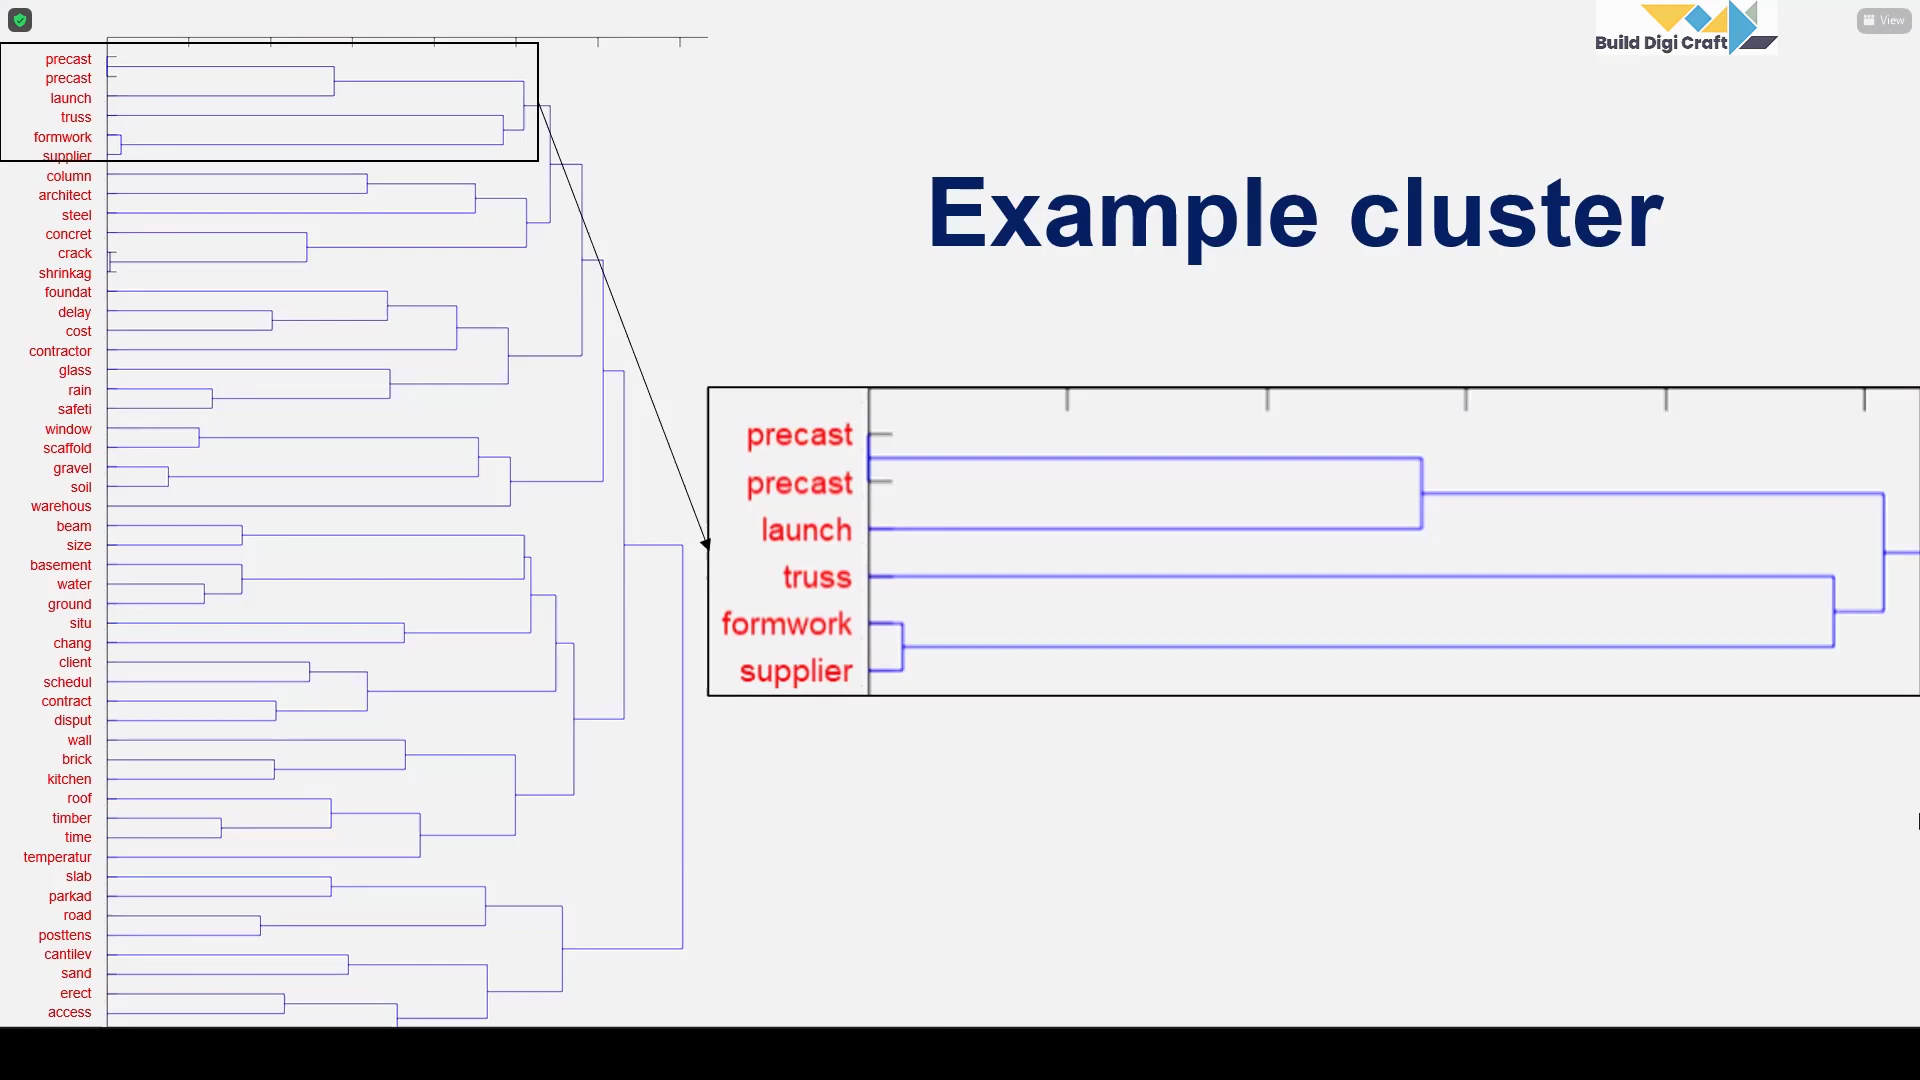 View
Build Digi Craft
precast
precast
launch
truss
formwork
supplier
column
architect
steel
concret
crack
shrinkag
foundat
delay
cost
contractor
glass
rain
safeti
window
scaffold
gravel
soil
warehous
beam
size
basement
water
ground
situ
chang
client
schedul
contract
disput
wall
brick
kitchen
roof
timber
time
temperatur
slab
parkad
road
posttens
cantilev
sand
erect
access
Example cluster
precast
precast
launch
truss
formwork
supplier